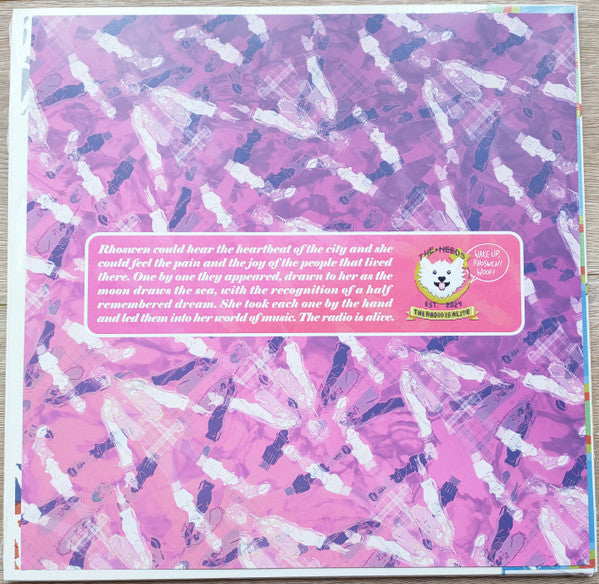 Rhoswen could hear the heartbeat of the city and she
could feel the pain and the joy of the people that lived
there. One by one they appeared, drawn to her as the
moon draws the sea, with the recognition of a half
remembered dream. She took each one by the hand
and led them into her world of music. The radio is alive.
THE NEEDS
WAKE UP,
RHOSWEN!
WOOF!
EST. 2024
THE RADIO IS ALIVE